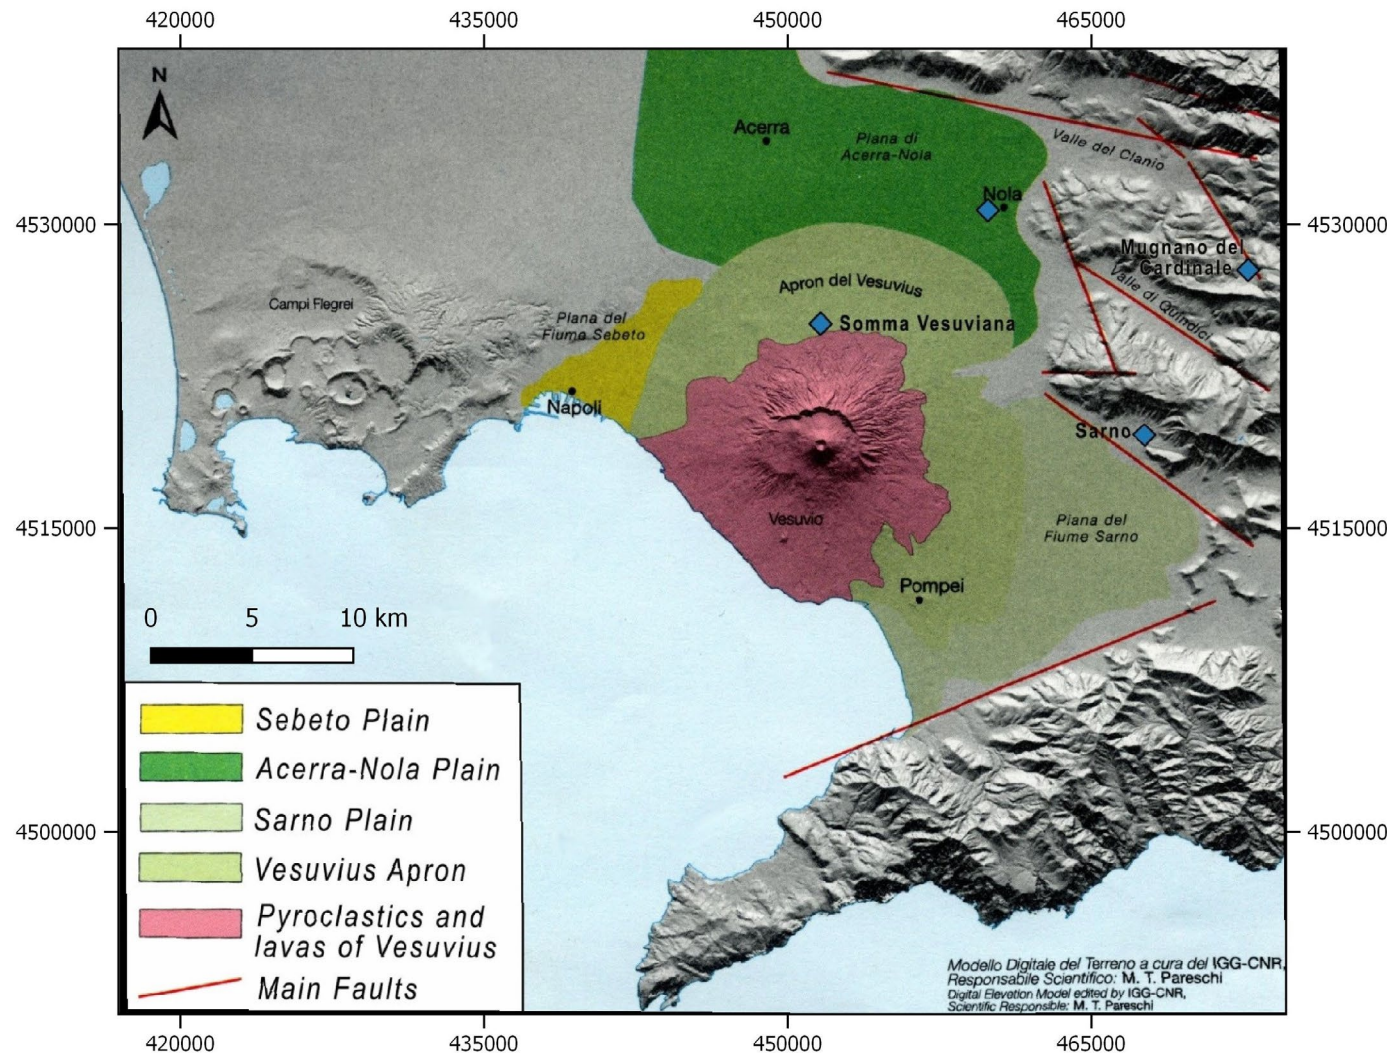 420000
435000
450000
465000
N
Acerra
Piana di
Acerra-Nola
Valle del Clanio
Nola
4530000
4530000
Mugnano del
Cardinale
Valle di Quindici
Apron del Vesuvius
Campi Flegrei
Piana del
Fiume Sebeto
Somma Vesuviana
Napoli
Sarno
Vesuvio
Piana del
Fiume Sarno
4515000
4515000
Pompei
0 5 10 km
Sebeto Plain
Acerra-Nola Plain
Sarno Plain
Vesuvius Apron
Pyroclastics and
lavas of Vesuvius
Main Faults
4500000
4500000
Modello Digitale del Terreno a cura del IGG-CNR,
Responsabile Scientifico: M. T. Pareschi
Digital Elevation Model edited by IGG-CNR,
Scientific Responsible: M. T. Pareschi
420000
435000
450000
465000